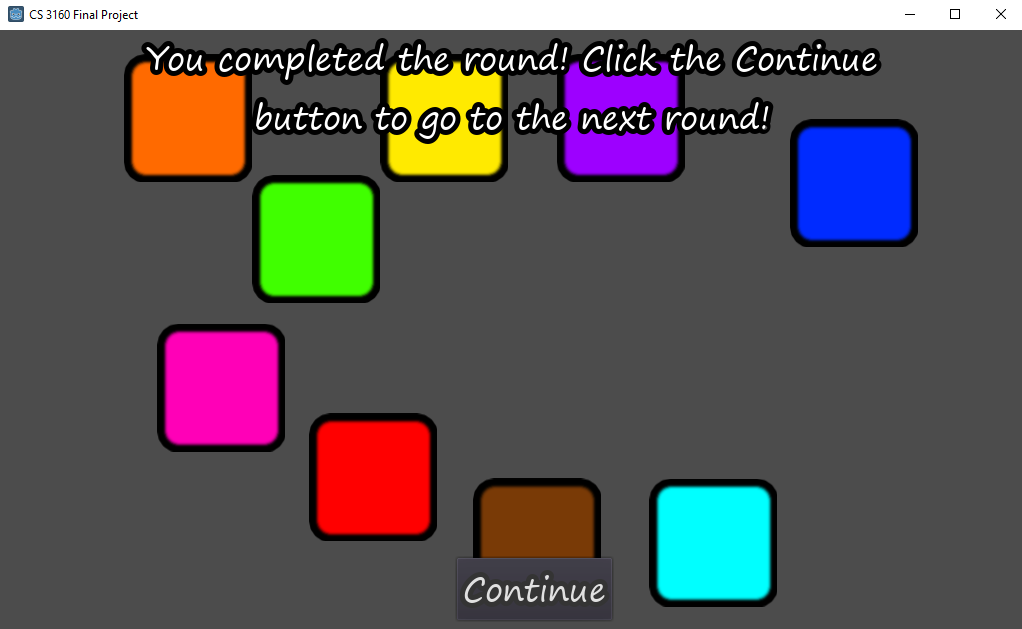 CS 3160 Final Project
You completed the round! Click the Continue
button to go to the next round!
Continue